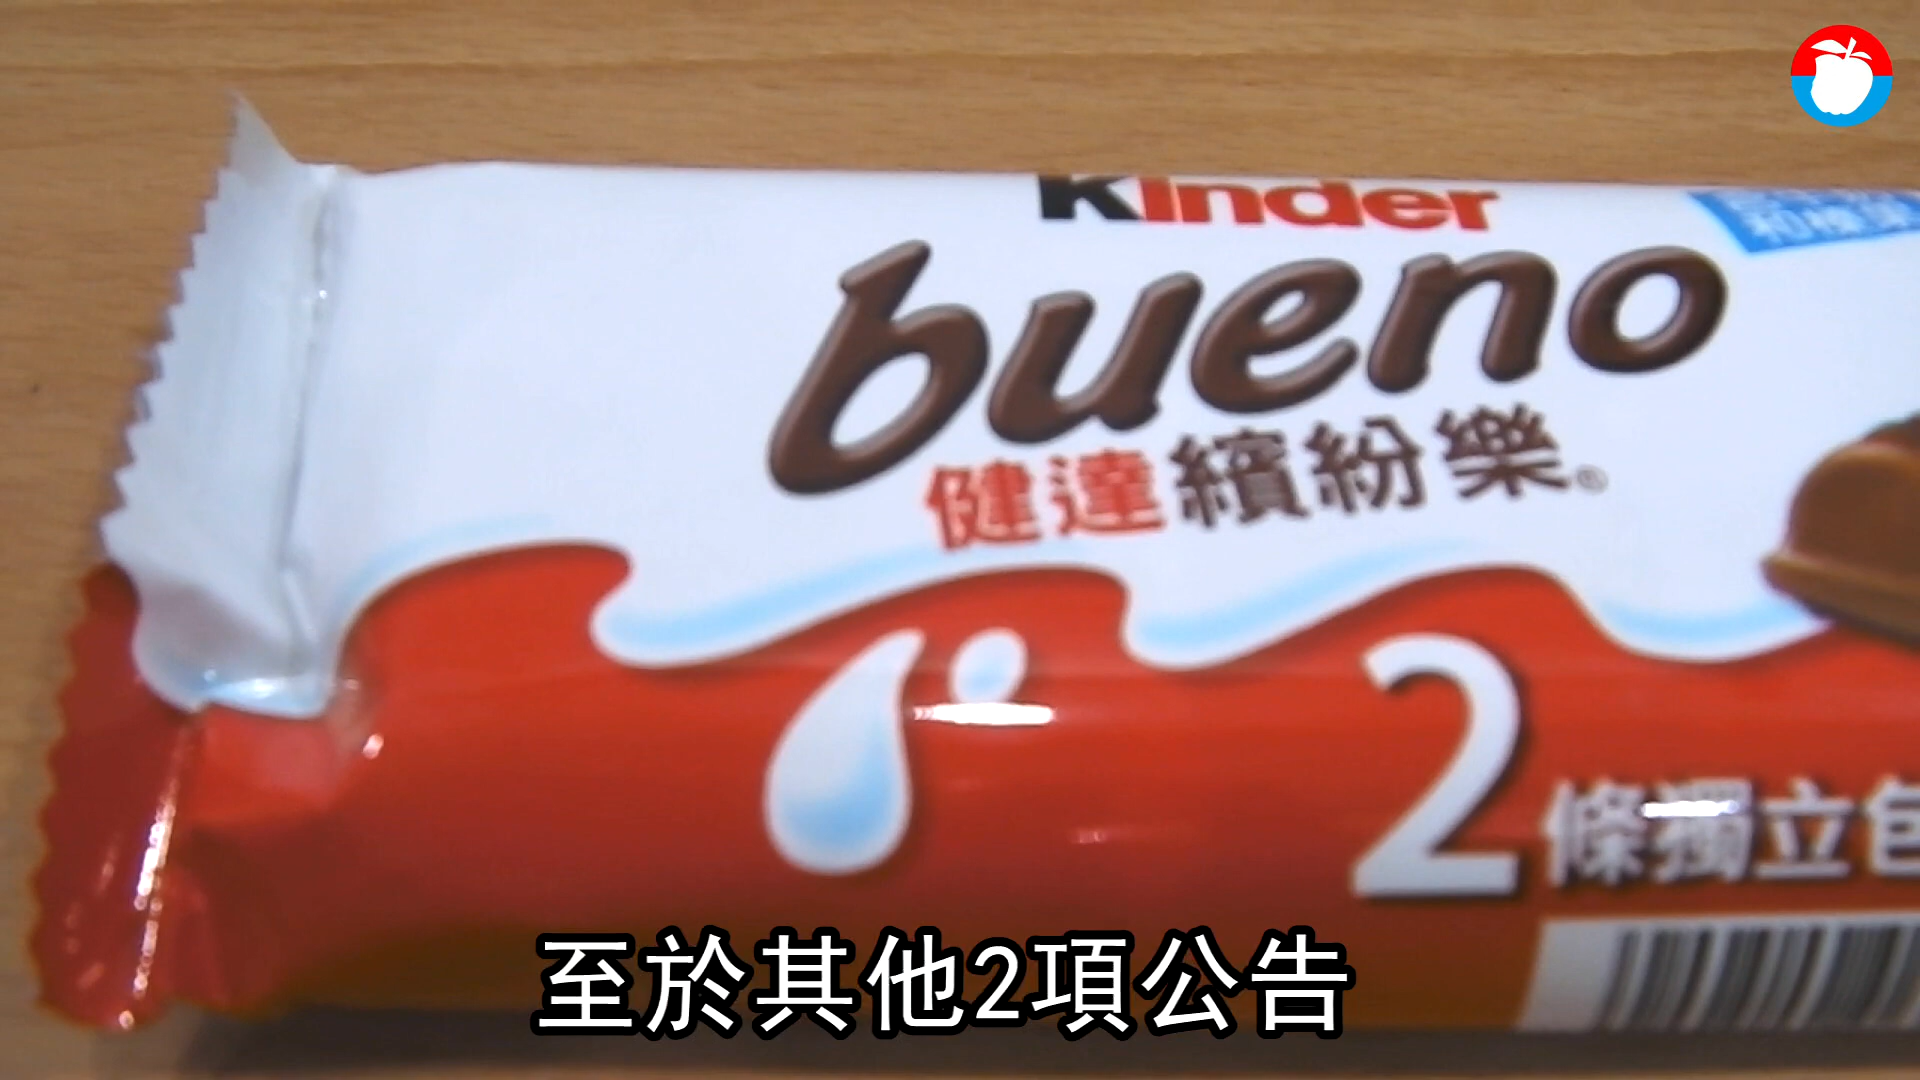 Kinder
bueno
健達繽紛樂®
2條獨立包
至於其他2項公告